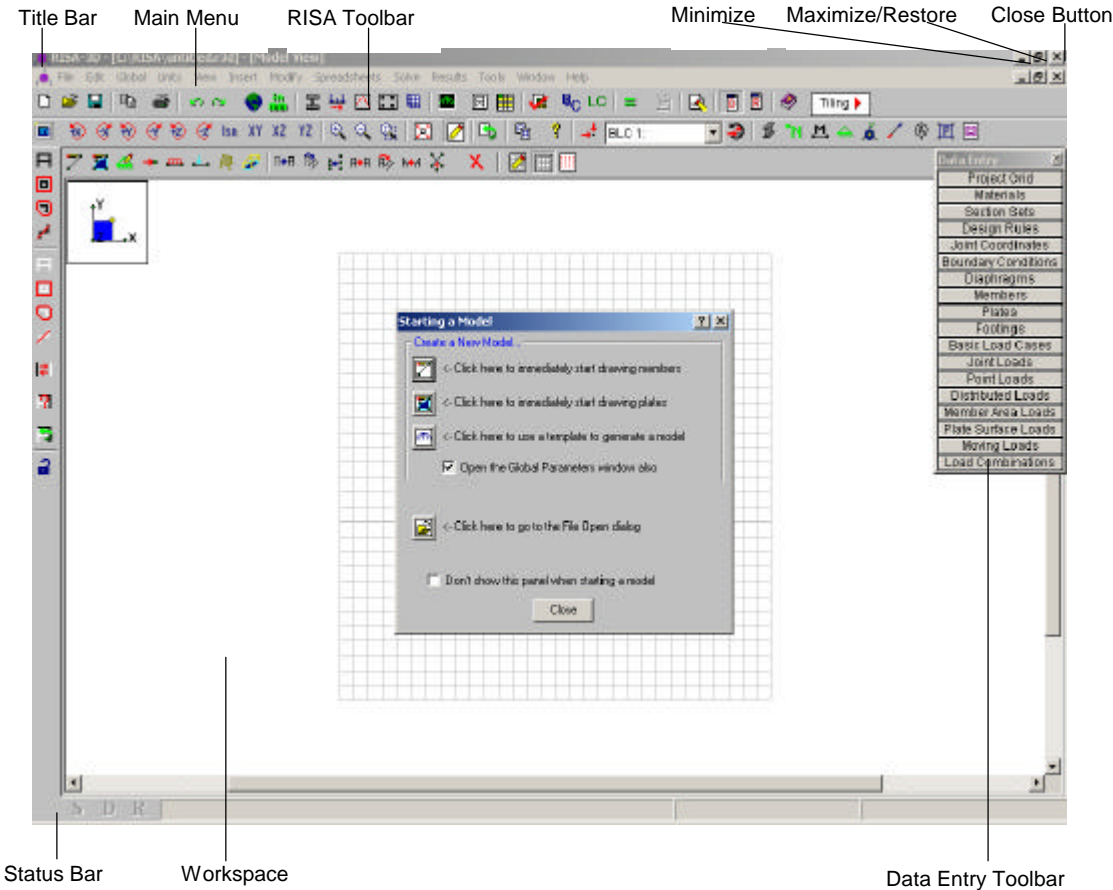 Title Bar Main Menu RISA Toolbar Minimize Maximize/Restore Close Button
File Edit Global Units View Insert Modify Spreadsheets Solve Results Tools Window Help
LC Tiling
Iso XY XZ YZ BLC 1:
Data Entry
Project Grid
Materials
Section Sets
Design Rules
Joint Coordinates
Boundary Conditions
Diaphragms
Members
Plates
Footings
Basic Load Cases
Joint Loads
Point Loads
Distributed Loads
Member Area Loads
Plate Surface Loads
Moving Loads
Load Combinations
Y
X
Starting a Model
Create a New Model...
<-Click here to immediately start drawing members
<-Click here to immediately start drawing plates
<-Click here to use a template to generate a model
Open the Global Parameters window also
<-Click here to go to the File Open dialog
Don't show this panel when starting a model
Close
S D R
Status Bar Workspace Data Entry Toolbar